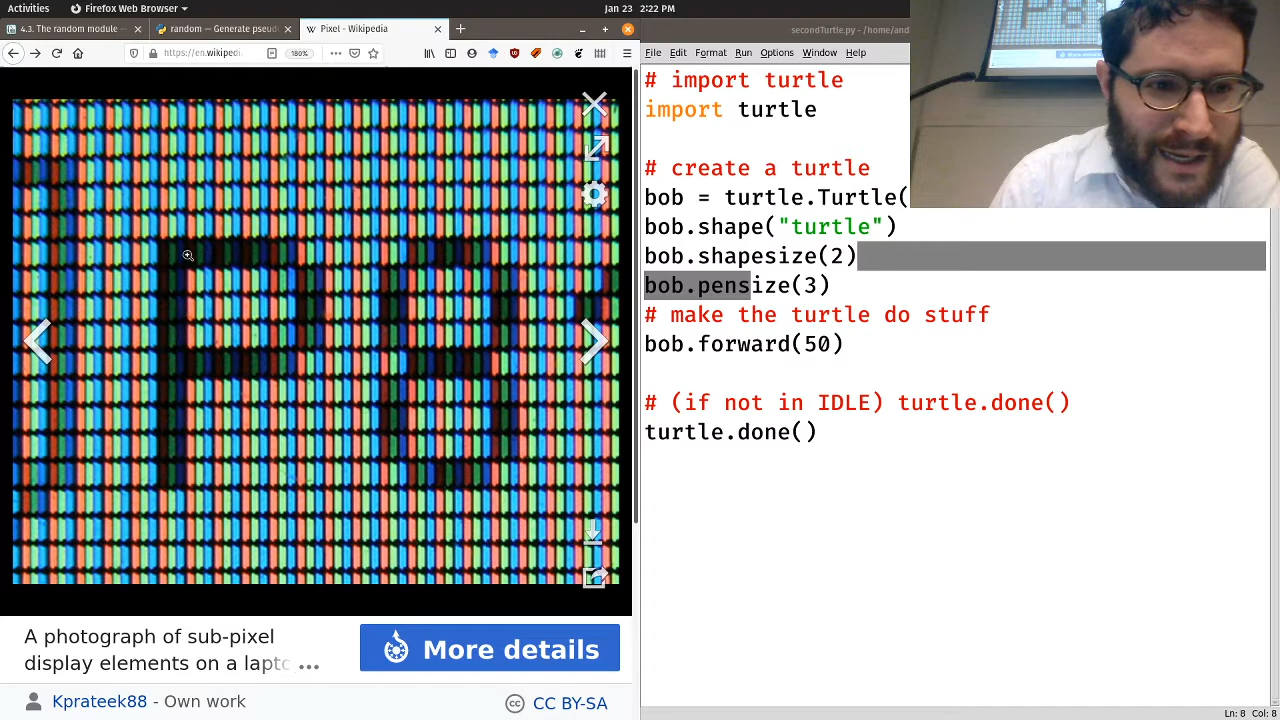 Activities
Firefox Web Browser
Jan 23 2:22 PM
4.3. The random module —
random — Generate pseud
Pixel - Wikipedia
https://en.wikiped
180%
secondTurtle.py - /home/and
File Edit Format Run Options Window Help
# import turtle
import turtle
# create a turtle
bob = turtle.Turtle(
bob.shape("turtle")
bob.shapesize(2)
bob.pensize(3)
# make the turtle do stuff
bob.forward(50)
# (if not in IDLE) turtle.done()
turtle.done()
A photograph of sub-pixel
display elements on a lapto ...
More details
Kprateek88 - Own work
CC BY-SA
Ln: 8 Col: 8